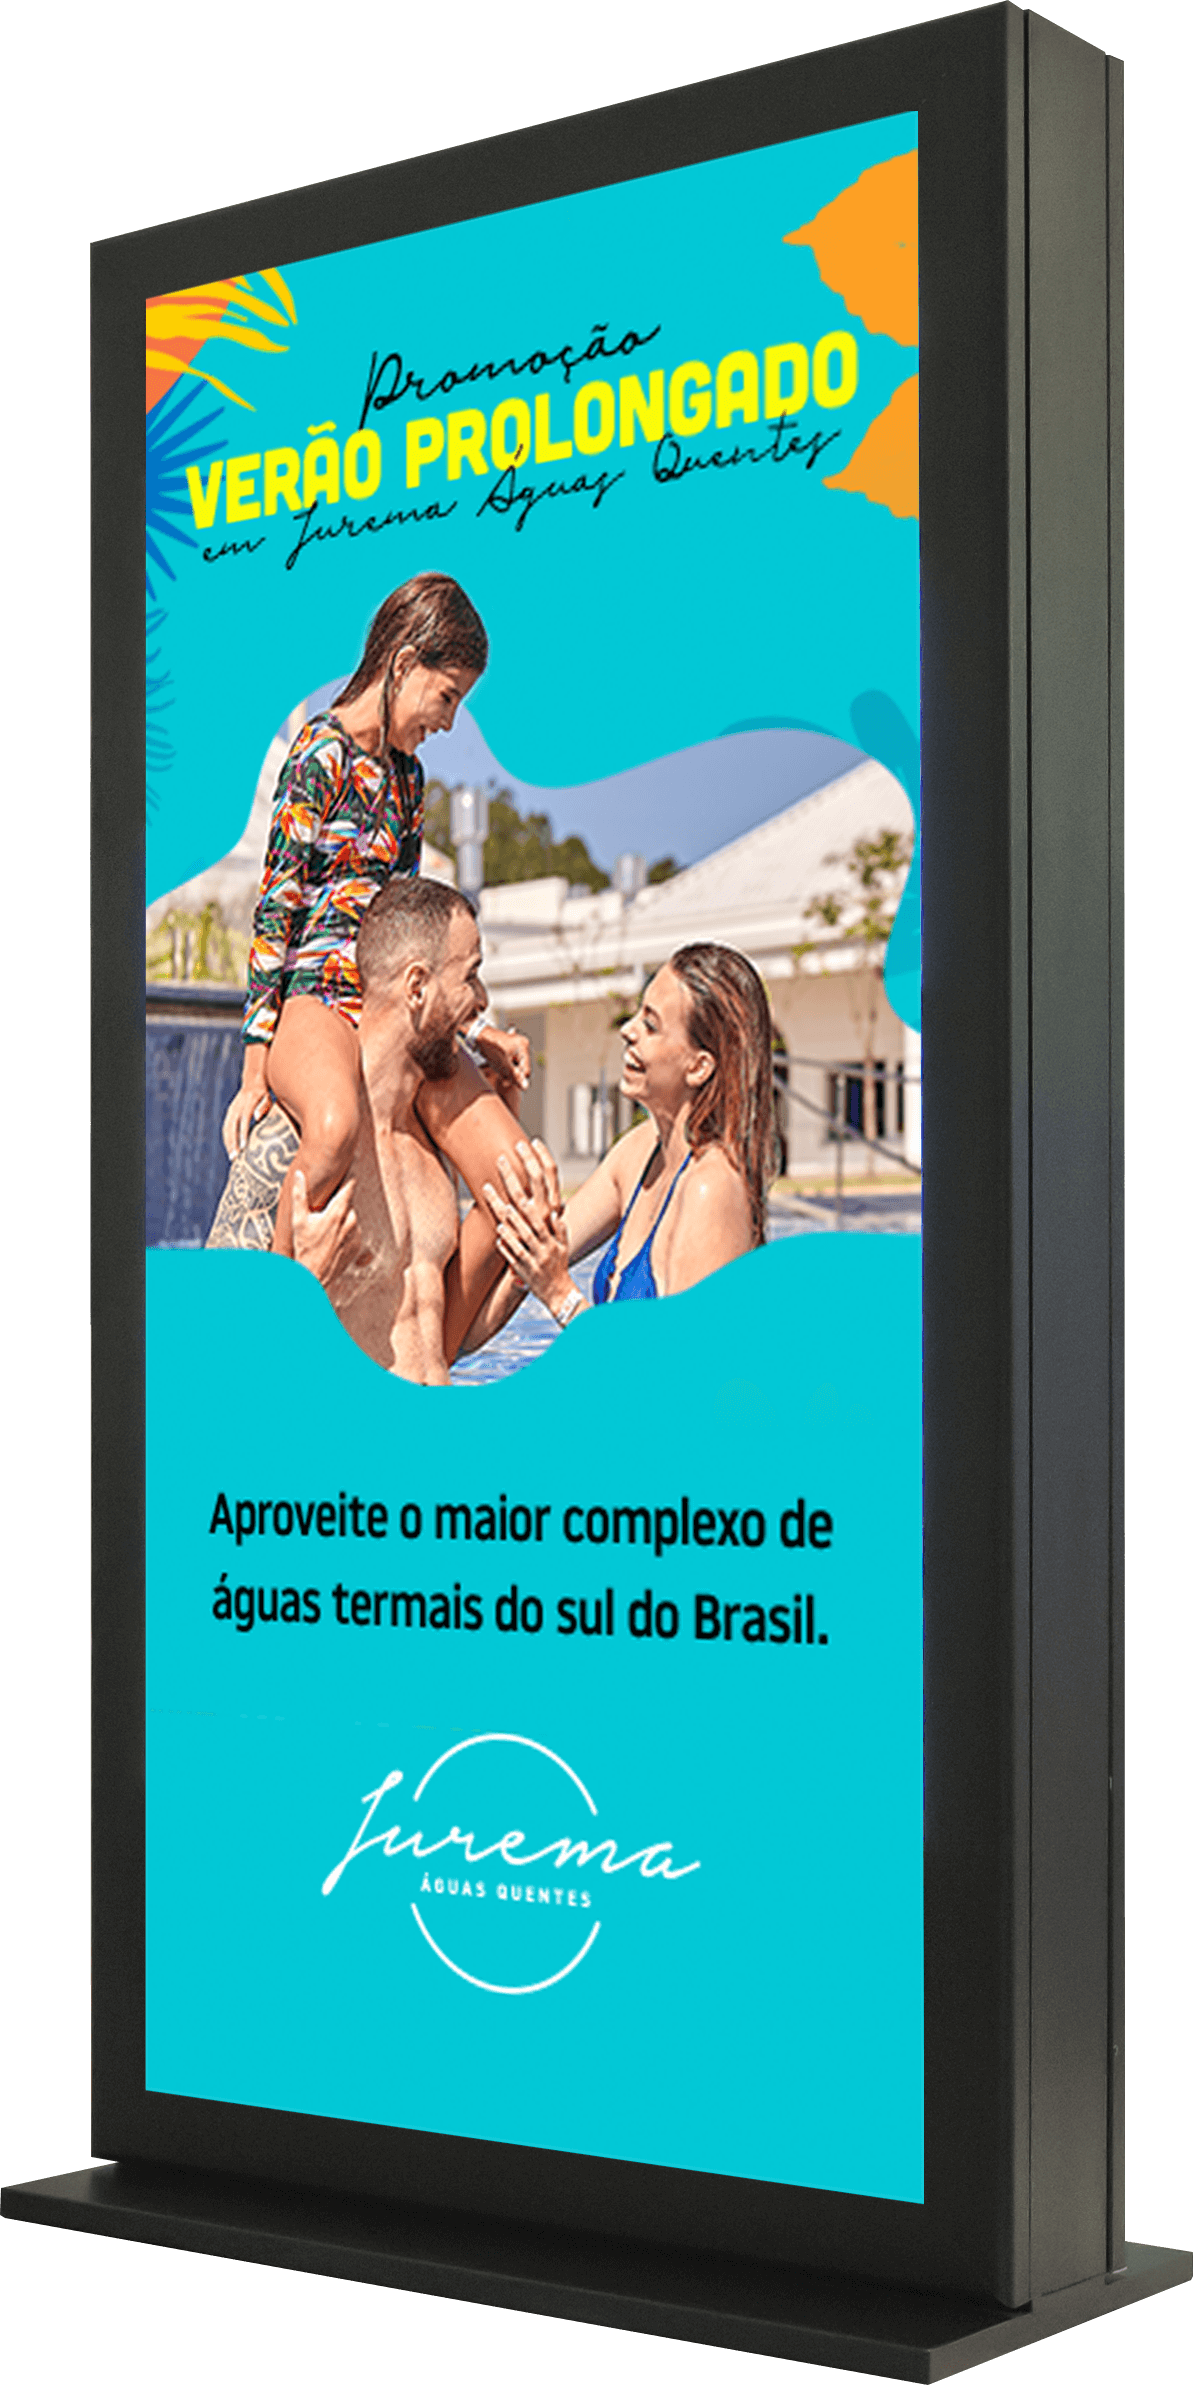 Promoção
VERÃO PROLONGADO
em Jurema Águas Quentes
Aproveite o maior complexo de
águas termais do sul do Brasil.
Jurema
ÁGUAS QUENTES